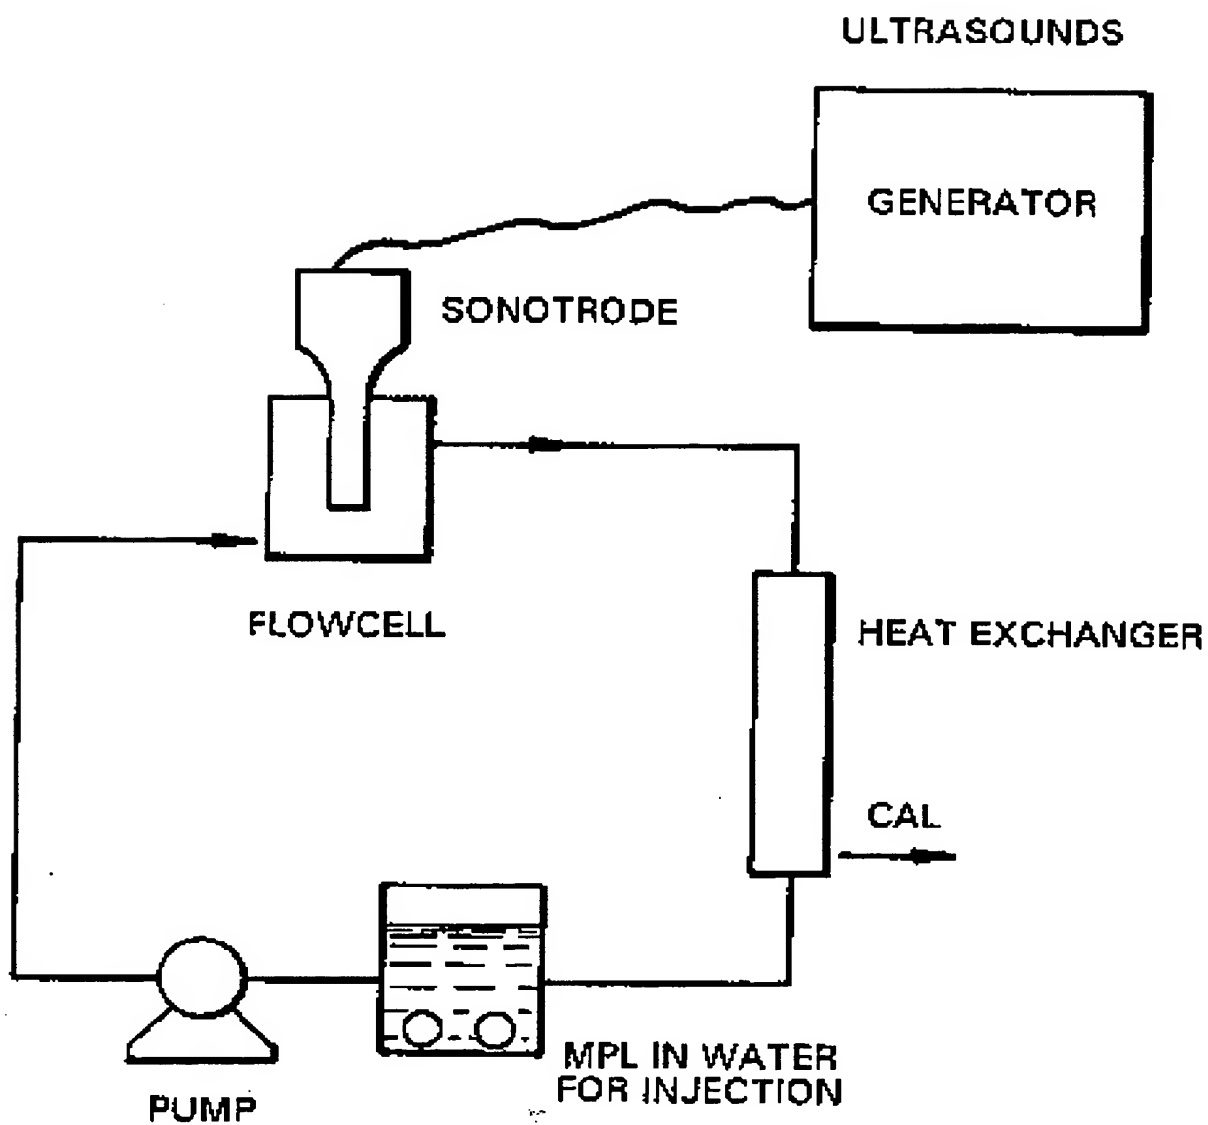 ULTRASOUNDS
GENERATOR
SONOTRODE
FLOWCELL
HEAT EXCHANGER
CAL
MPL IN WATER
FOR INJECTION
PUMP